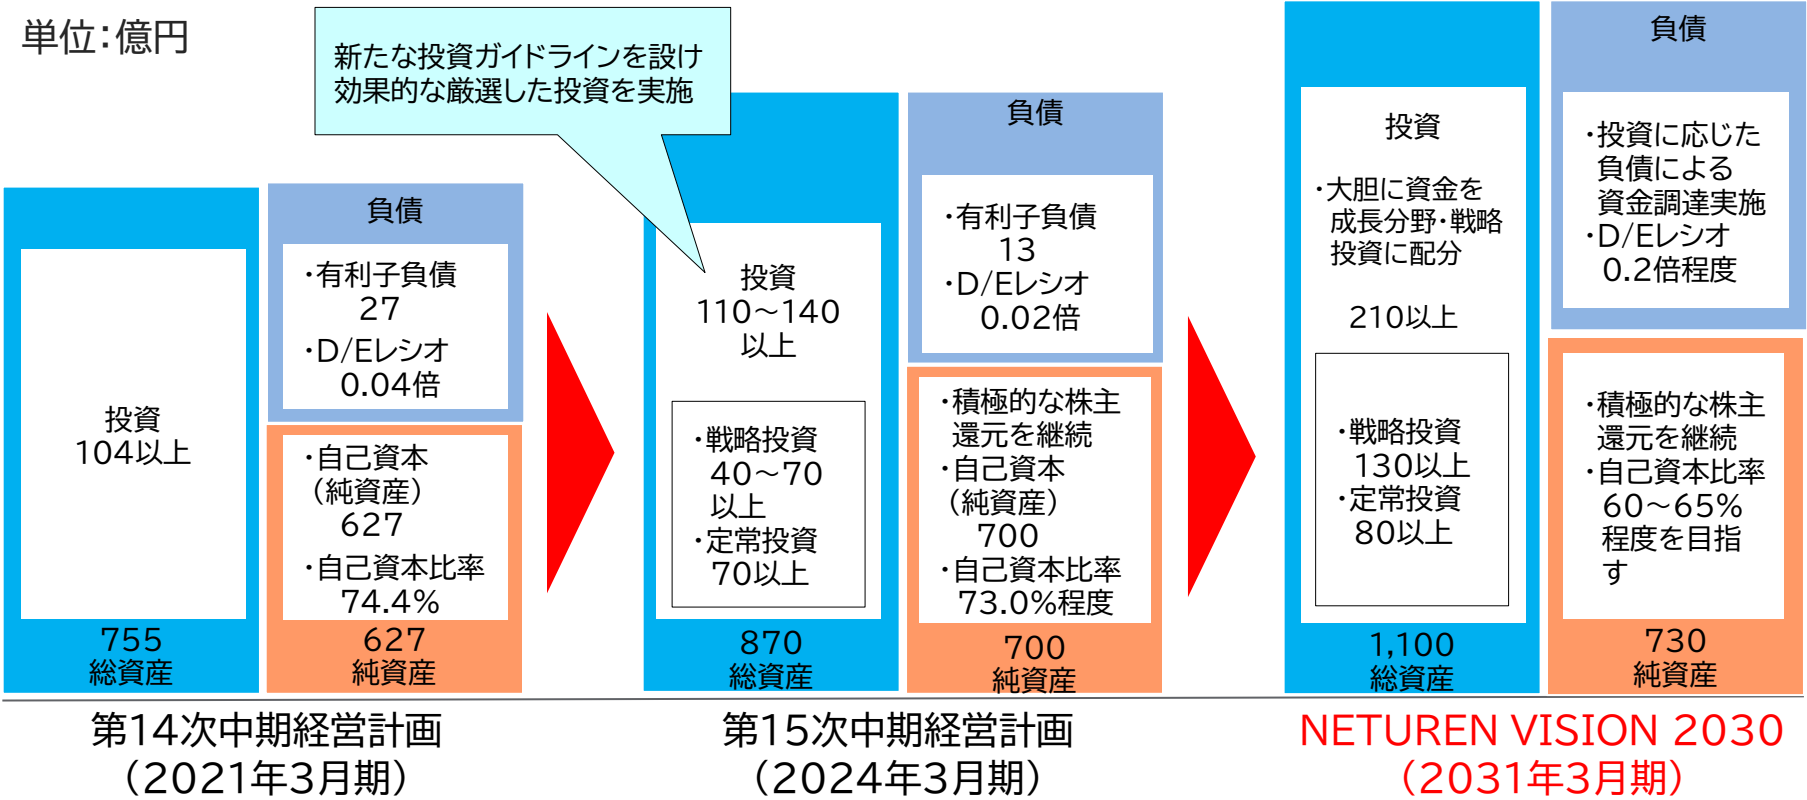 単位：億円
新たな投資ガイドラインを設け
効果的な厳選した投資を実施
投資
104以上
755
総資産
負債
・有利子負債
27
・D/Eレシオ
0.04倍
・自己資本
（純資産）
627
・自己資本比率
74.4%
627
純資産
第14次中期経営計画
（2021年3月期）
投資
110～140
以上
・戦略投資
40～70
以上
・定常投資
70以上
870
総資産
負債
・有利子負債
13
・D/Eレシオ
0.02倍
・積極的な株主
還元を継続
・自己資本
（純資産）
700
・自己資本比率
73.0%程度
700
純資産
第15次中期経営計画
（2024年3月期）
投資
・大胆に資金を
成長分野・戦略
投資に配分
210以上
・戦略投資
130以上
・定常投資
80以上
1,100
総資産
負債
・投資に応じた
負債による
資金調達実施
・D/Eレシオ
0.2倍程度
・積極的な株主
還元を継続
・自己資本比率
60～65%
程度を目指
す
730
純資産
NETUREN VISION 2030
（2031年3月期）